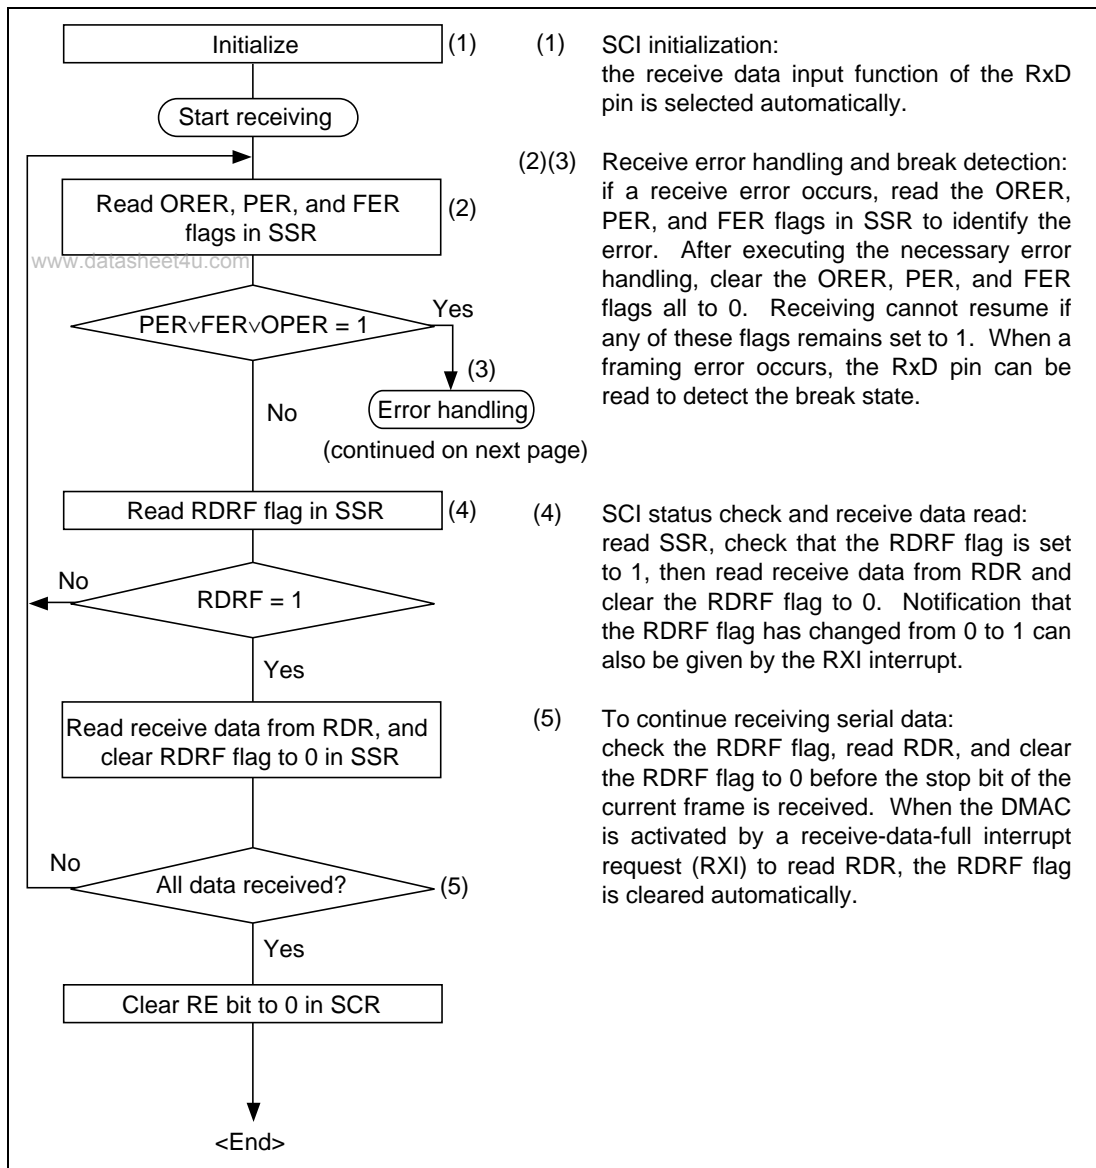 Initialize
(1)
Start receiving
Read ORER, PER, and FER
flags in SSR
(2)
www.datasheet4u.com
PER∨FER∨OPER = 1
Yes
(3)
Error handling
(continued on next page)
No
Read RDRF flag in SSR
(4)
No
RDRF = 1
Yes
Read receive data from RDR, and
clear RDRF flag to 0 in SSR
No
All data received?
(5)
Yes
Clear RE bit to 0 in SCR
<End>
(1) SCI initialization:
the receive data input function of the RxD
pin is selected automatically.
(2)(3) Receive error handling and break detection:
if a receive error occurs, read the ORER,
PER, and FER flags in SSR to identify the
error. After executing the necessary error
handling, clear the ORER, PER, and FER
flags all to 0. Receiving cannot resume if
any of these flags remains set to 1. When a
framing error occurs, the RxD pin can be
read to detect the break state.
(4) SCI status check and receive data read:
read SSR, check that the RDRF flag is set
to 1, then read receive data from RDR and
clear the RDRF flag to 0. Notification that
the RDRF flag has changed from 0 to 1 can
also be given by the RXI interrupt.
(5) To continue receiving serial data:
check the RDRF flag, read RDR, and clear
the RDRF flag to 0 before the stop bit of the
current frame is received. When the DMAC
is activated by a receive-data-full interrupt
request (RXI) to read RDR, the RDRF flag
is cleared automatically.